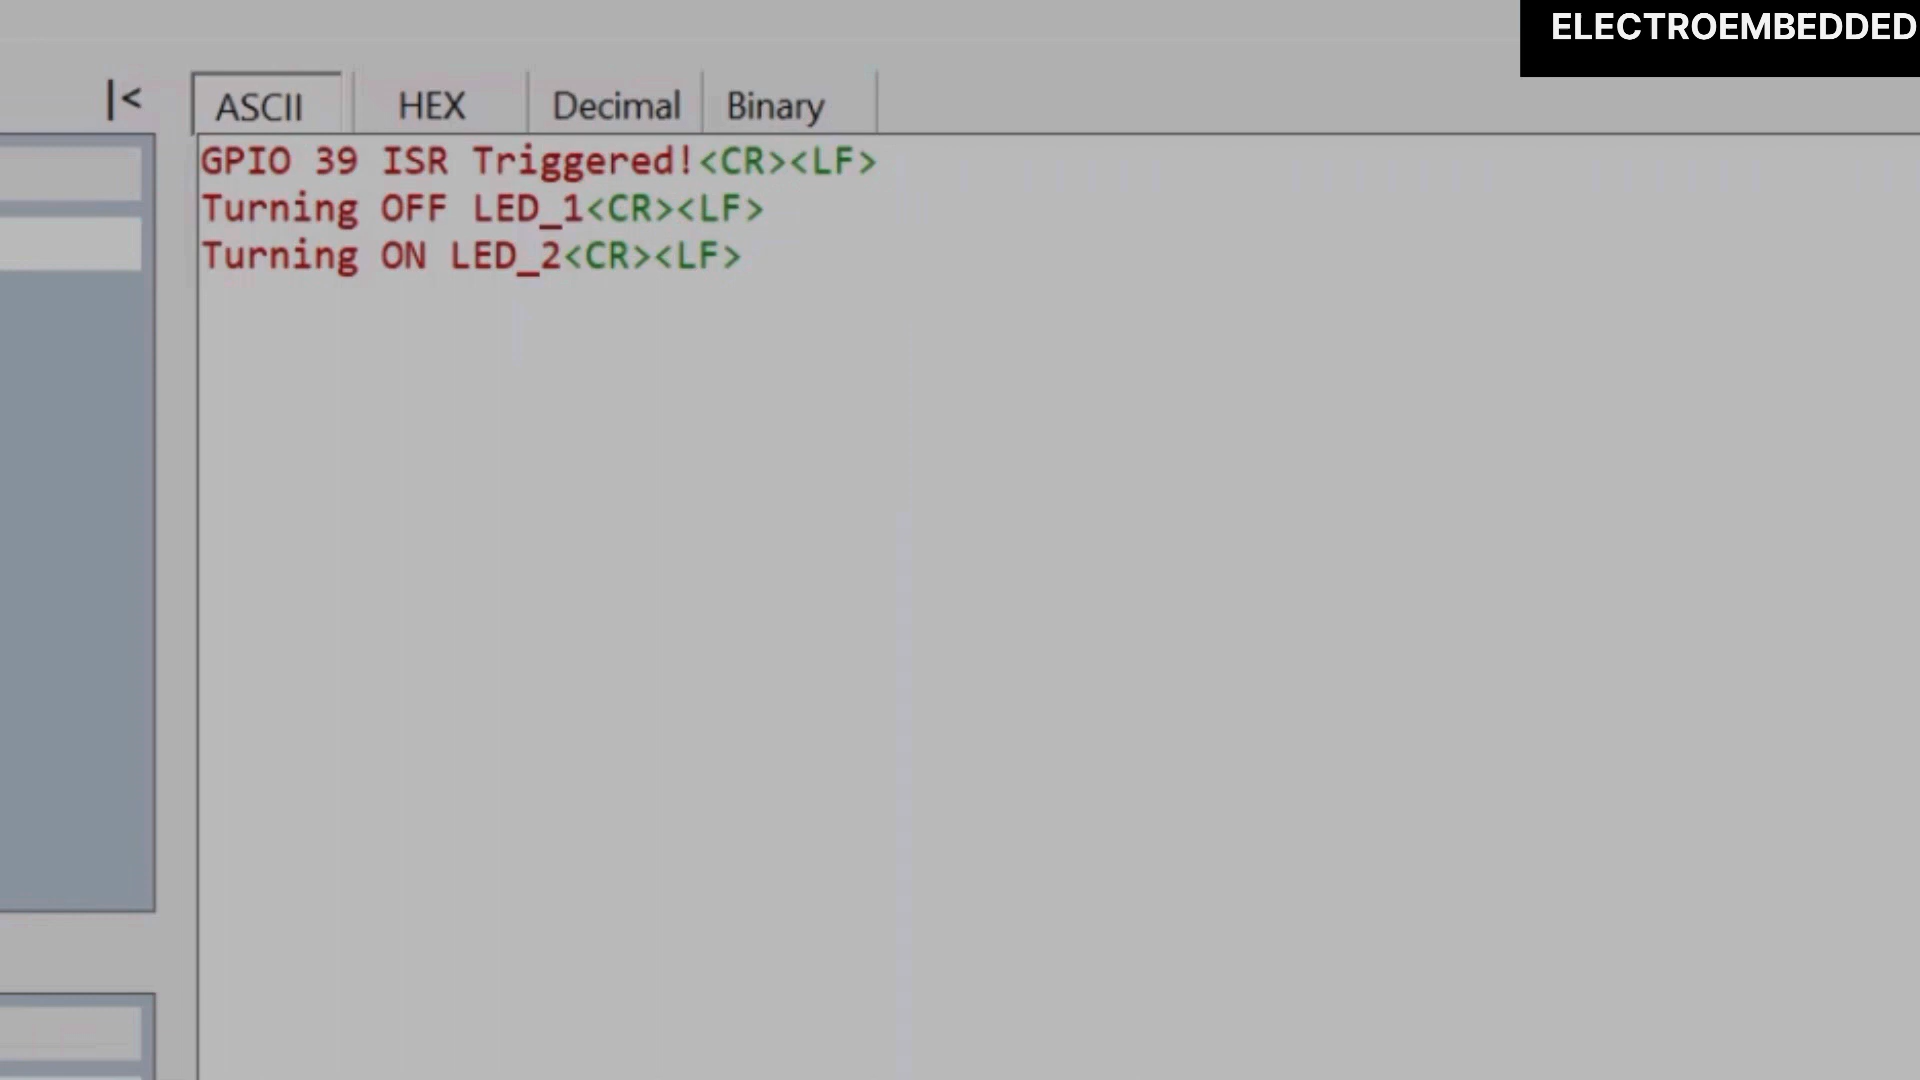 ELECTROEMBEDDED
|<
ASCII HEX Decimal Binary
GPIO 39 ISR Triggered!<CR><LF>
Turning OFF LED_1<CR><LF>
Turning ON LED_2<CR><LF>